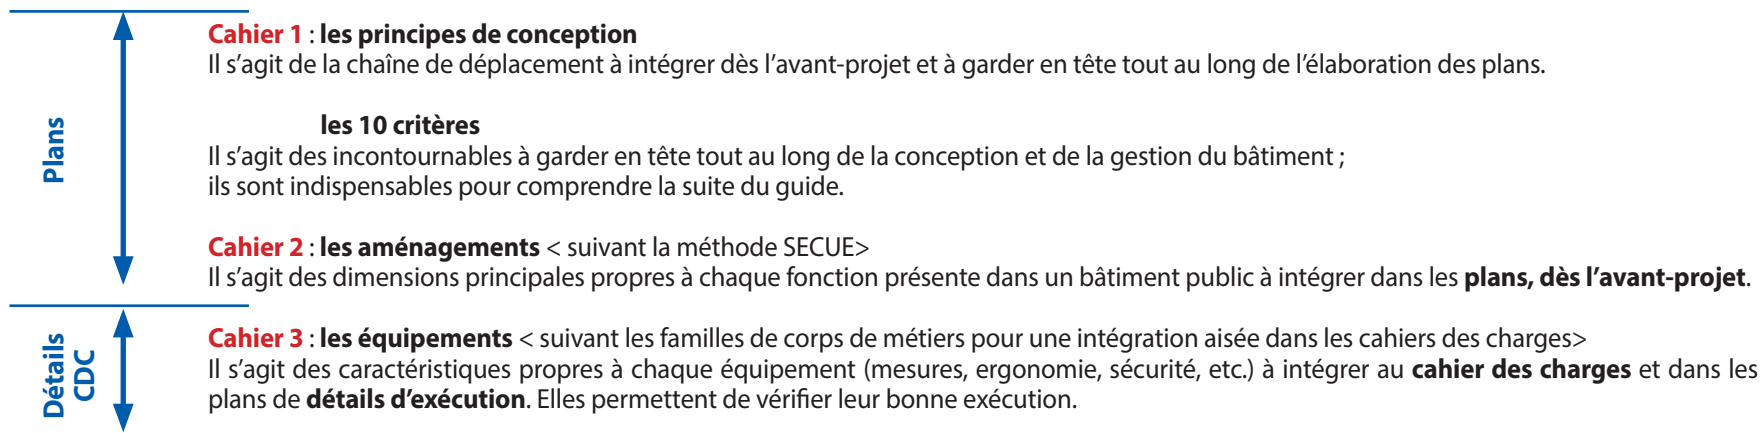 Plans
Cahier 1 : les principes de conception
Il s’agit de la chaîne de déplacement à intégrer dès l’avant-projet et à garder en tête tout au long de l’élaboration des plans.
les 10 critères
Il s’agit des incontournables à garder en tête tout au long de la conception et de la gestion du bâtiment ;
ils sont indispensables pour comprendre la suite du guide.
Cahier 2 : les aménagements < suivant la méthode SECUE>
Il s’agit des dimensions principales propres à chaque fonction présente dans un bâtiment public à intégrer dans les plans, dès l’avant-projet.
Détails
CDC
Cahier 3 : les équipements < suivant les familles de corps de métiers pour une intégration aisée dans les cahiers des charges>
Il s’agit des caractéristiques propres à chaque équipement (mesures, ergonomie, sécurité, etc.) à intégrer au cahier des charges et dans les
plans de détails d’exécution. Elles permettent de vérifier leur bonne exécution.